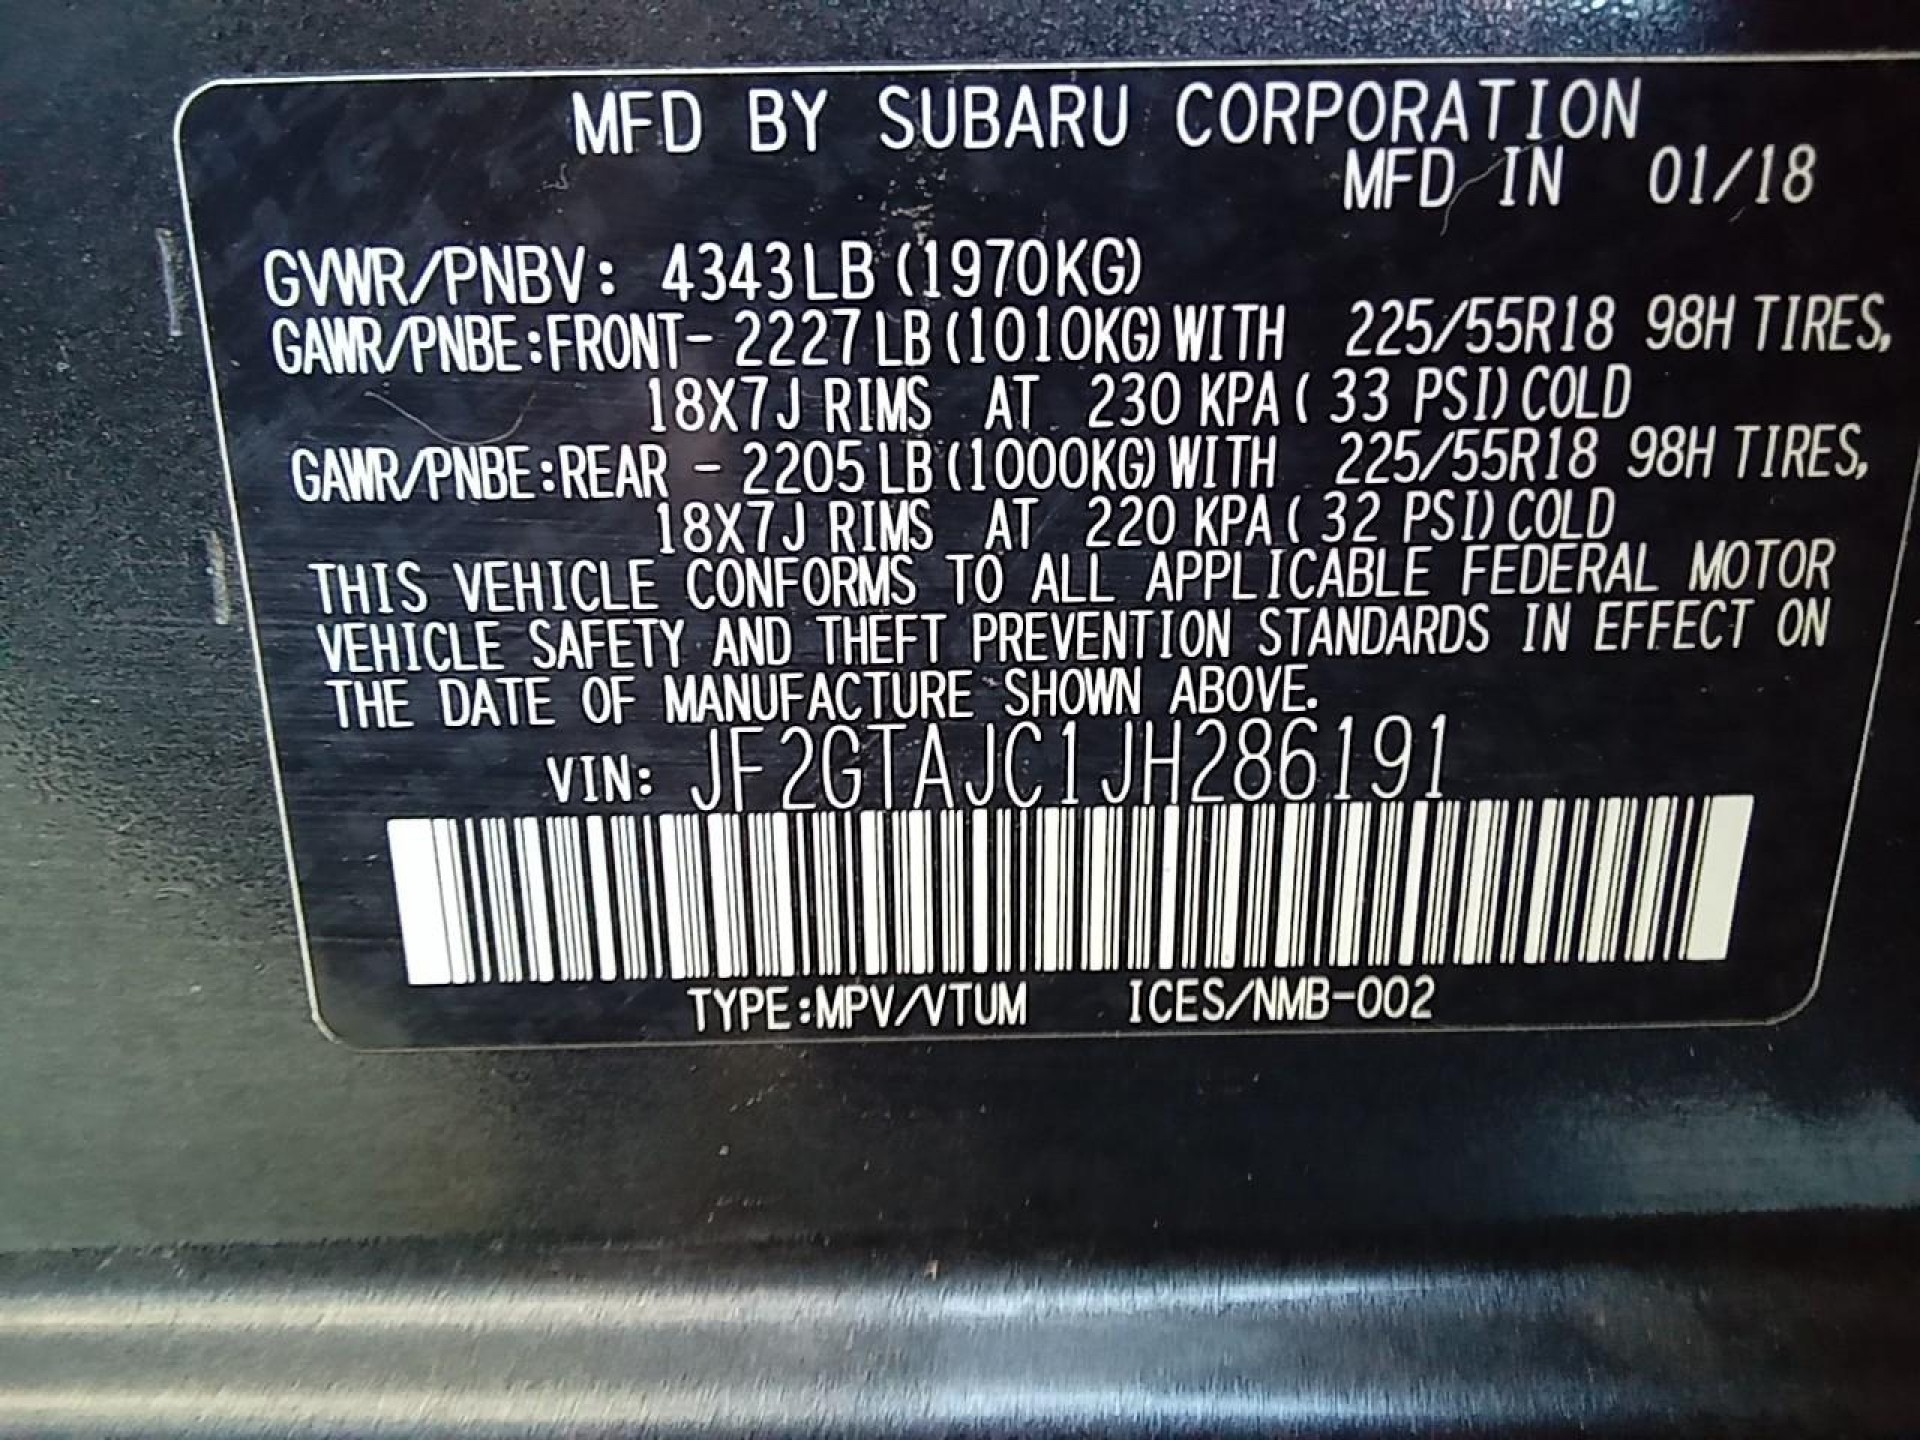 MFD BY SUBARU CORPORATION
MFD IN 01/18
GVWR/PNBV: 4343LB (1970KG)
GAWR/PNBE:FRONT- 2227LB (1010KG) WITH 225/55R18 98H TIRES,
18X7J RIMS AT 230 KPA ( 33 PSI) COLD
GAWR/PNBE:REAR - 2205LB (1000KG) WITH 225/55R18 98H TIRES,
18X7J RIMS AT 220 KPA ( 32 PSI) COLD
THIS VEHICLE CONFORMS TO ALL APPLICABLE FEDERAL MOTOR
VEHICLE SAFETY AND THEFT PREVENTION STANDARDS IN EFFECT ON
THE DATE OF MANUFACTURE SHOWN ABOVE.
VIN: JF2GTAJC1JH286191
TYPE:MPV/VTUM ICES/NMB-002